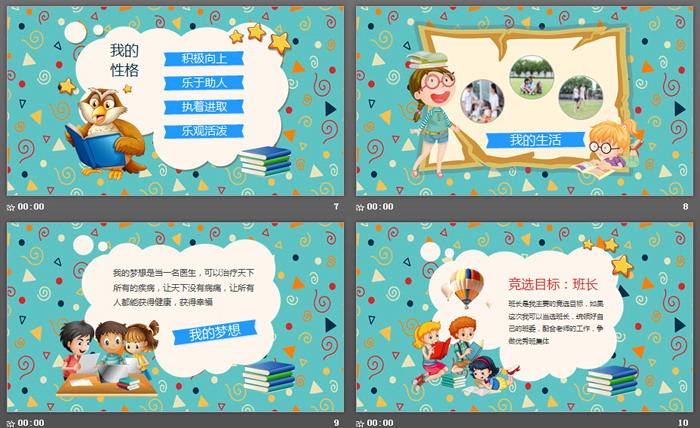 我的
性格
积极向上
乐于助人
执着进取
乐观活泼
00:00
7
我的生活
00:00
8
我的梦想是当一名医生，可以治疗天下
所有的疾病，让天下没有病痛，让所有
人都能获得健康，获得幸福
我的梦想
00:00
9
竞选目标：班长
班长是我主要的竞选目标，如果
这次我可以当选班长，统领好自
己的班委，配合老师的工作，争
做优秀班集体
00:00
10